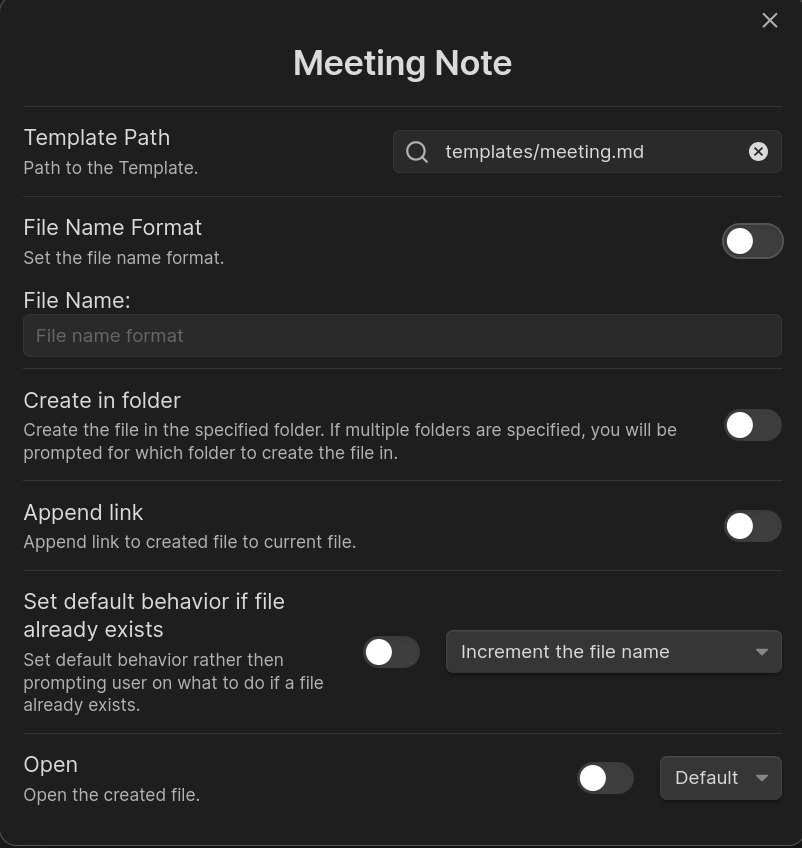 Meeting Note
Template Path
Path to the Template.
templates/meeting.md
File Name Format
Set the file name format.
File Name:
File name format
Create in folder
Create the file in the specified folder. If multiple folders are specified, you will be
prompted for which folder to create the file in.
Append link
Append link to created file to current file.
Set default behavior if file
already exists
Set default behavior rather then
prompting user on what to do if a file
already exists.
Increment the file name
Open
Open the created file.
Default